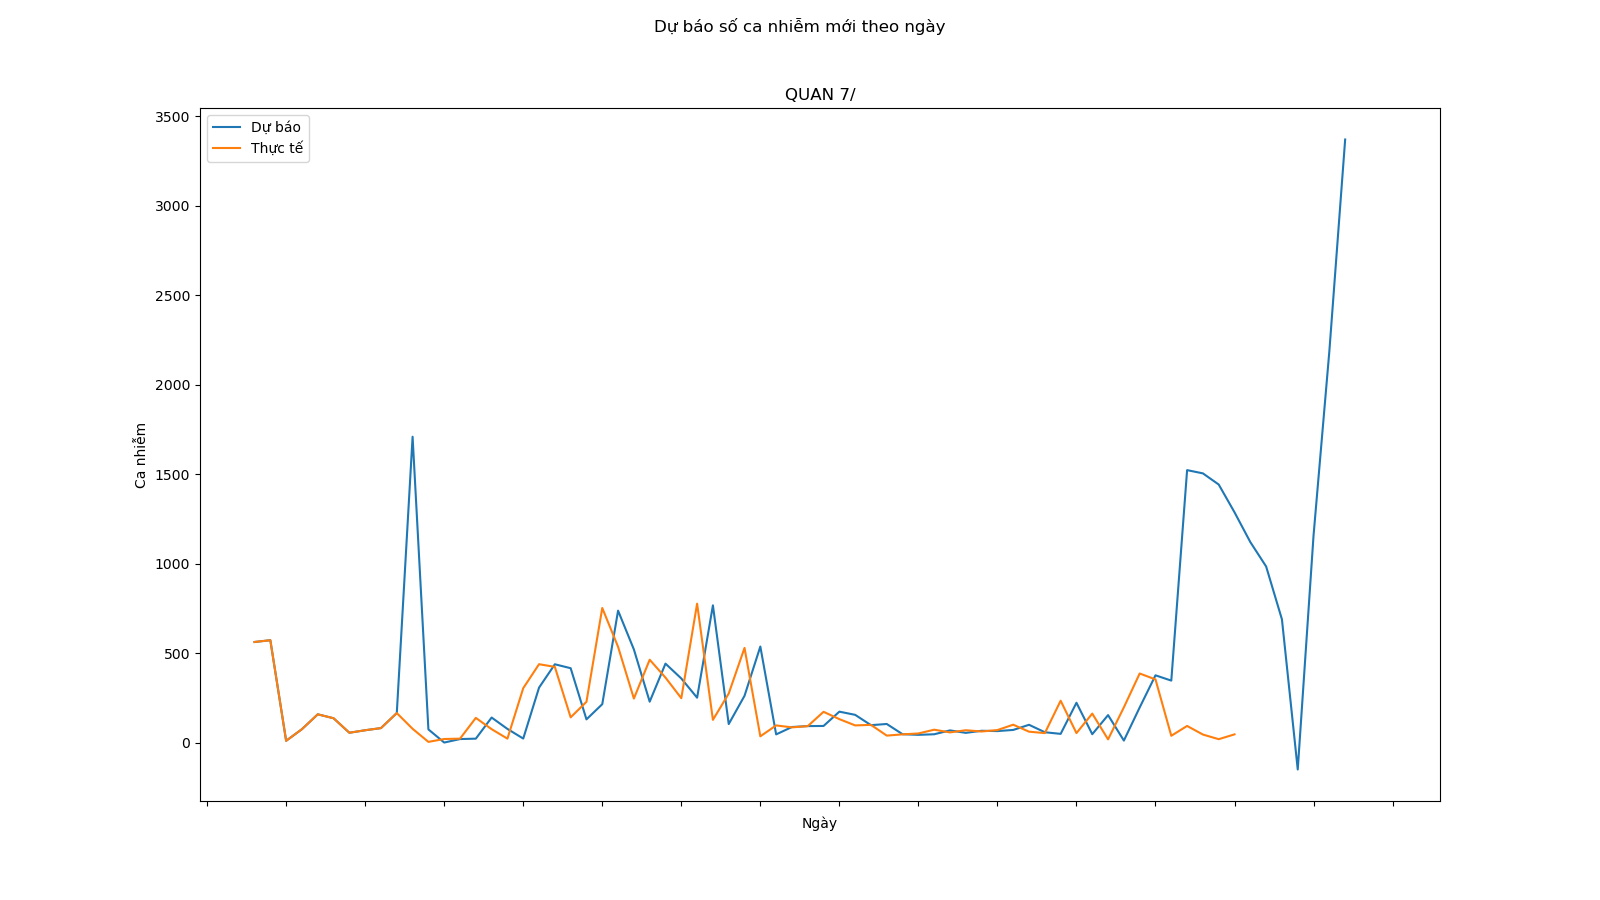 Dự báo số ca nhiễm mới theo ngày
QUAN 7/
Dự báo
Thực tế
3500
3000
2500
2000
1500
1000
500
0
Ca nhiễm
Ngày